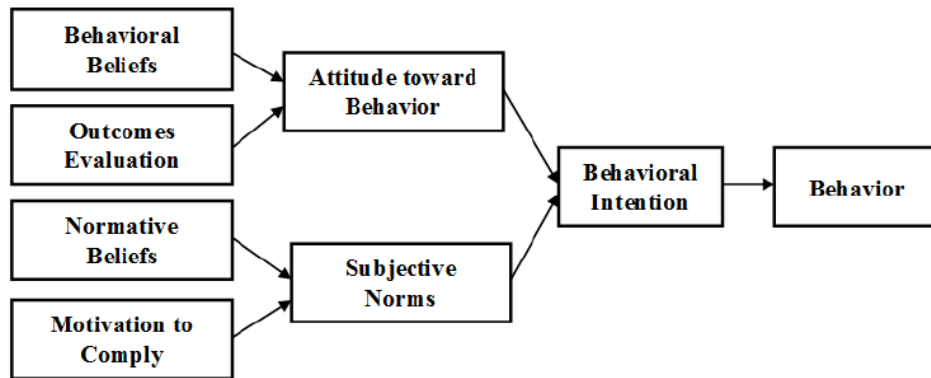 Behavioral
Beliefs
Outcomes
Evaluation
Normative
Beliefs
Motivation to
Comply
Attitude toward
Behavior
Subjective
Norms
Behavioral
Intention
Behavior